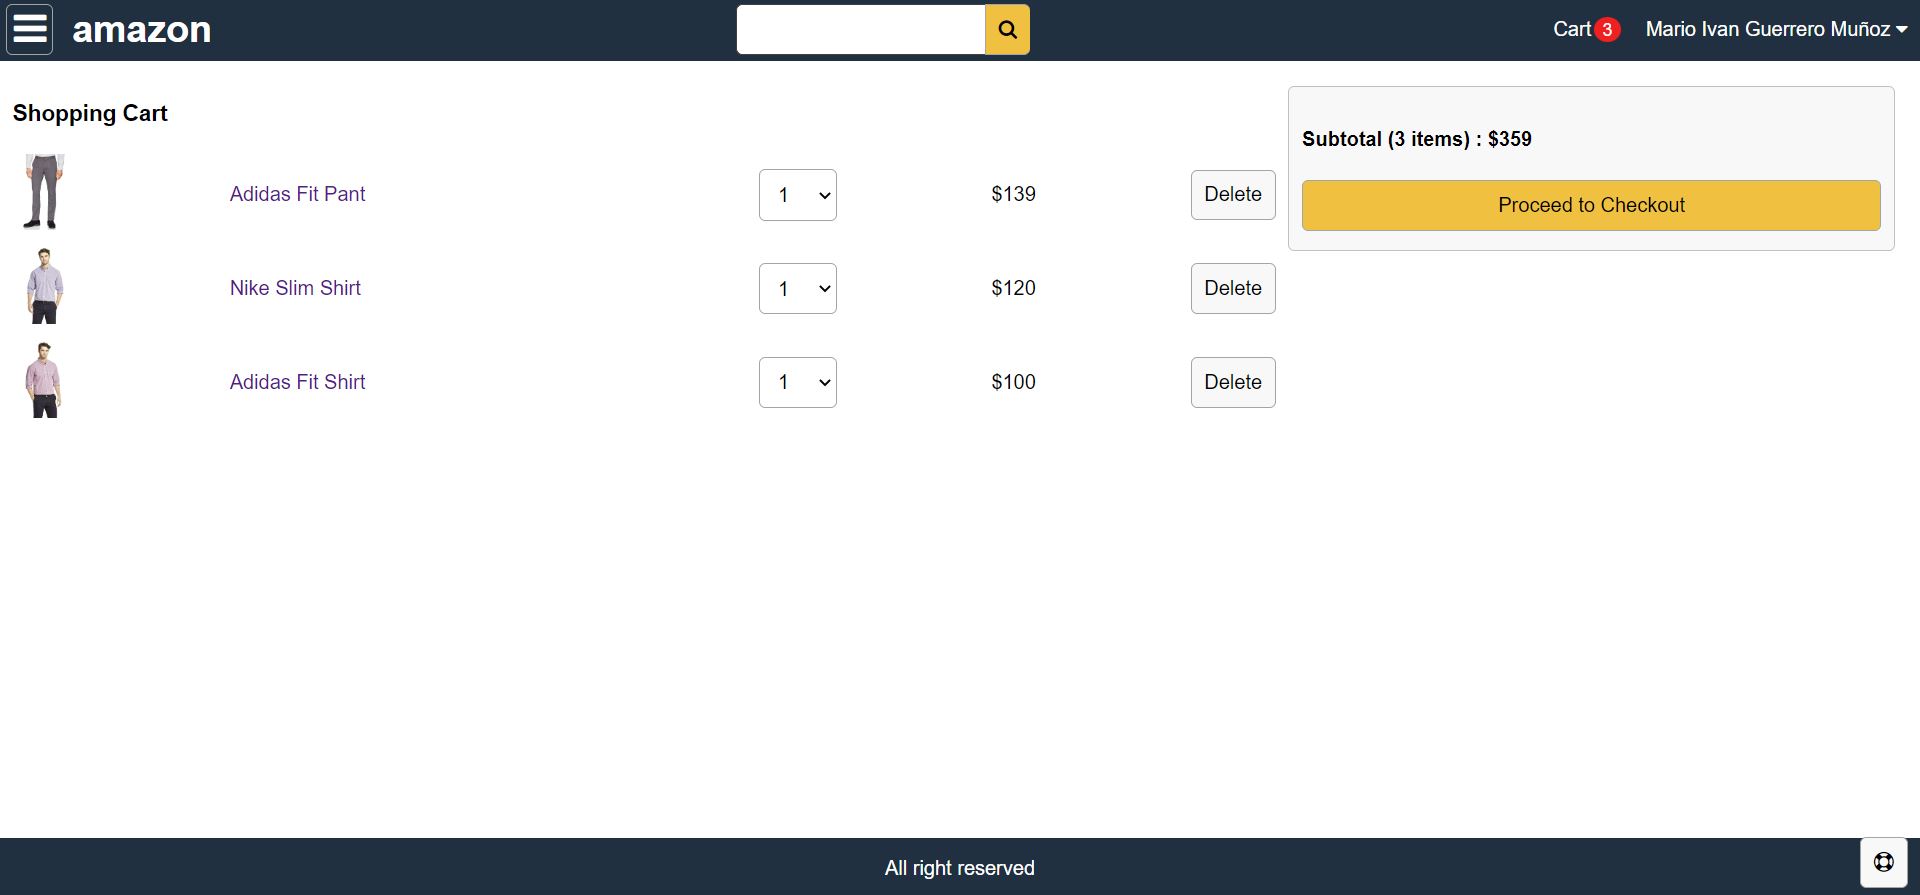 amazon
Cart 3 Mario Ivan Guerrero Muñoz
Shopping Cart
Adidas Fit Pant 1 $139 Delete
Nike Slim Shirt 1 $120 Delete
Adidas Fit Shirt 1 $100 Delete
Subtotal (3 items) : $359
Proceed to Checkout
All right reserved